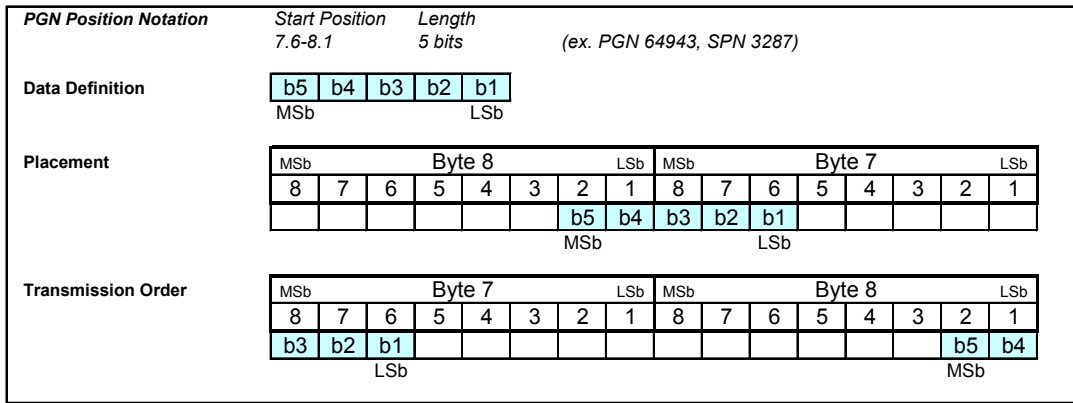 PGN Position Notation Start Position Length
7.6-8.1 5 bits (ex. PGN 64943, SPN 3287)
Data Definition b5 b4 b3 b2 b1
MSb LSb
Placement MSb Byte 8 LSb MSb Byte 7 LSb
8 7 6 5 4 3 2 1 8 7 6 5 4 3 2 1
b5 b4 b3 b2 b1
MSb LSb
Transmission Order MSb Byte 7 LSb MSb Byte 8 LSb
8 7 6 5 4 3 2 1 8 7 6 5 4 3 2 1
b3 b2 b1 b5 b4
LSb MSb